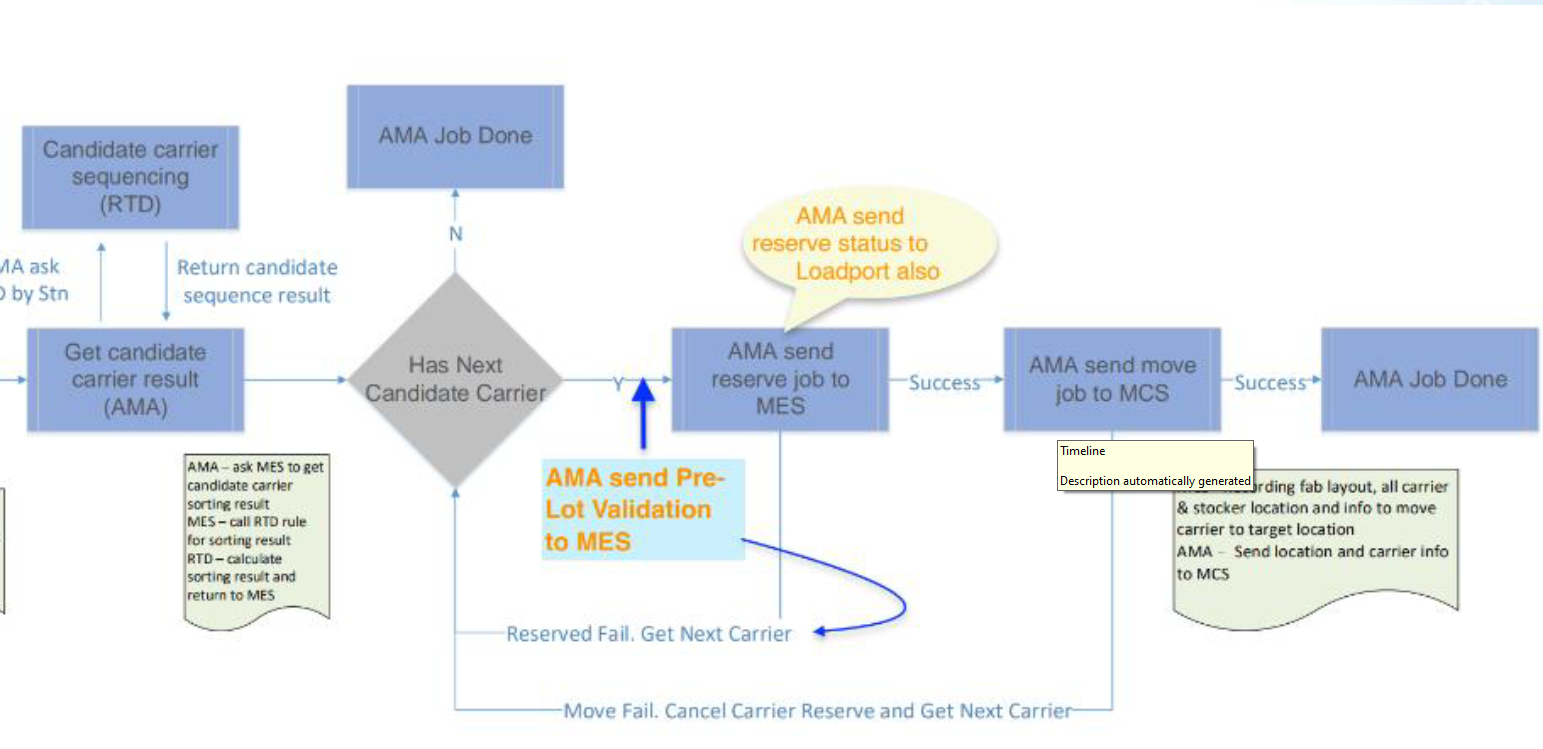 AMA Job Done
Candidate carrier
sequencing
(RTD)
N
AMA send
reserve status to
Loadport also
MA ask
by Stn
Return candidate
sequence result
Get candidate
carrier result
(AMA)
Has Next
Candidate Carrier
Y
AMA send
reserve job to
MES
Success
AMA send move
job to MCS
Success
AMA Job Done
AMA – ask MES to get
candidate carrier
sorting result
MES – call RTD rule
for sorting result
RTD – calculate
sorting result and
return to MES
AMA send Pre-
Lot Validation
to MES
Timeline
Description automatically generated
fab layout, all carrier
& stocker location and info to move
carrier to target location
AMA – Send location and carrier info
to MCS
Reserved Fail. Get Next Carrier
Move Fail. Cancel Carrier Reserve and Get Next Carrier